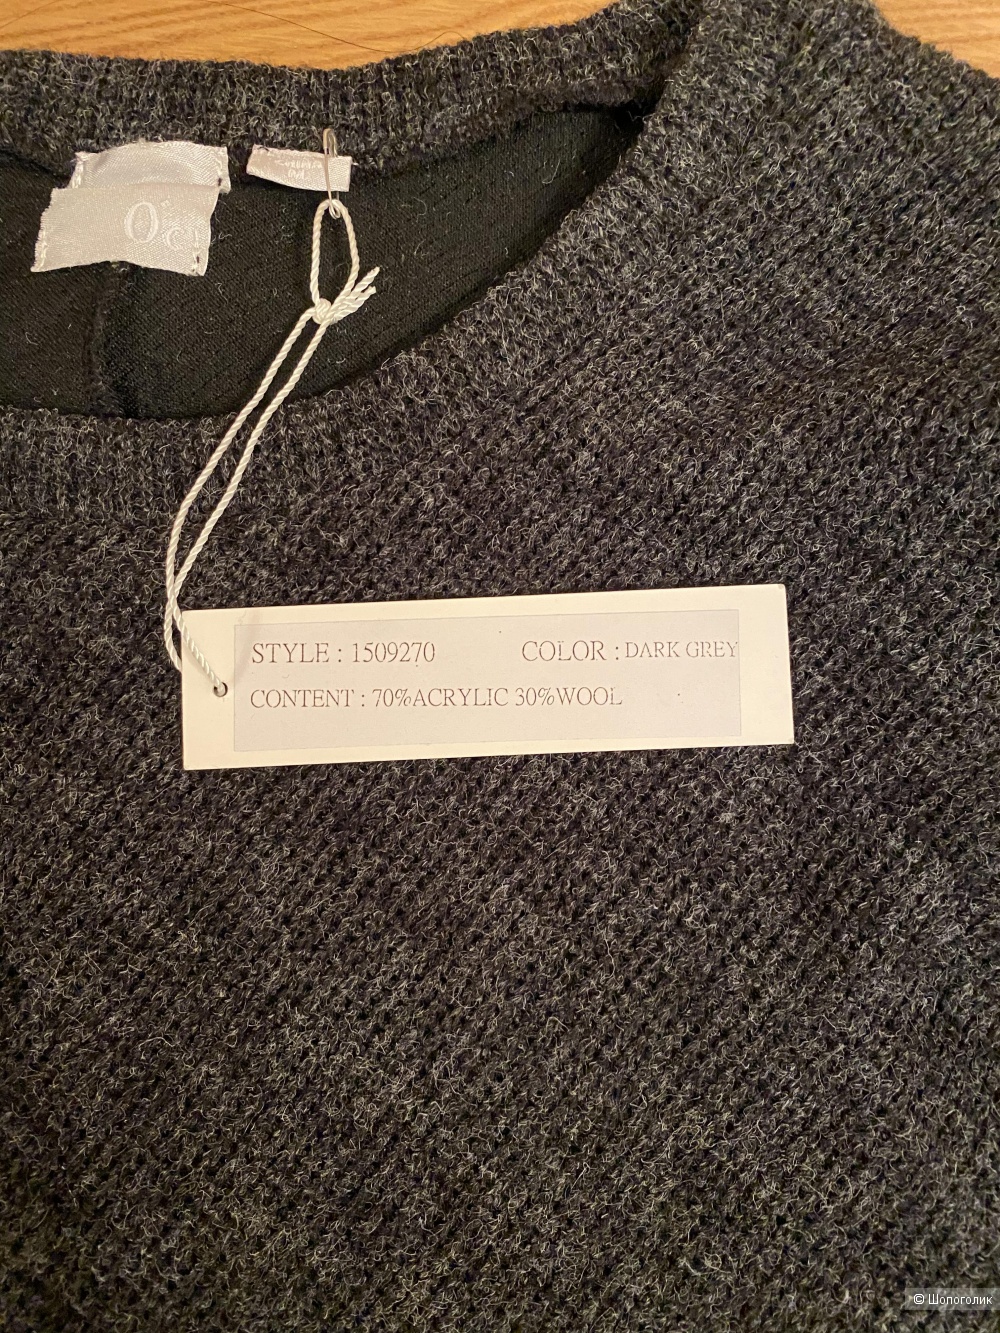 STYLE : 1509270 COLOR : DARK GREY
CONTENT : 70%ACRYLIC 30%WOOL
© Шопоголик